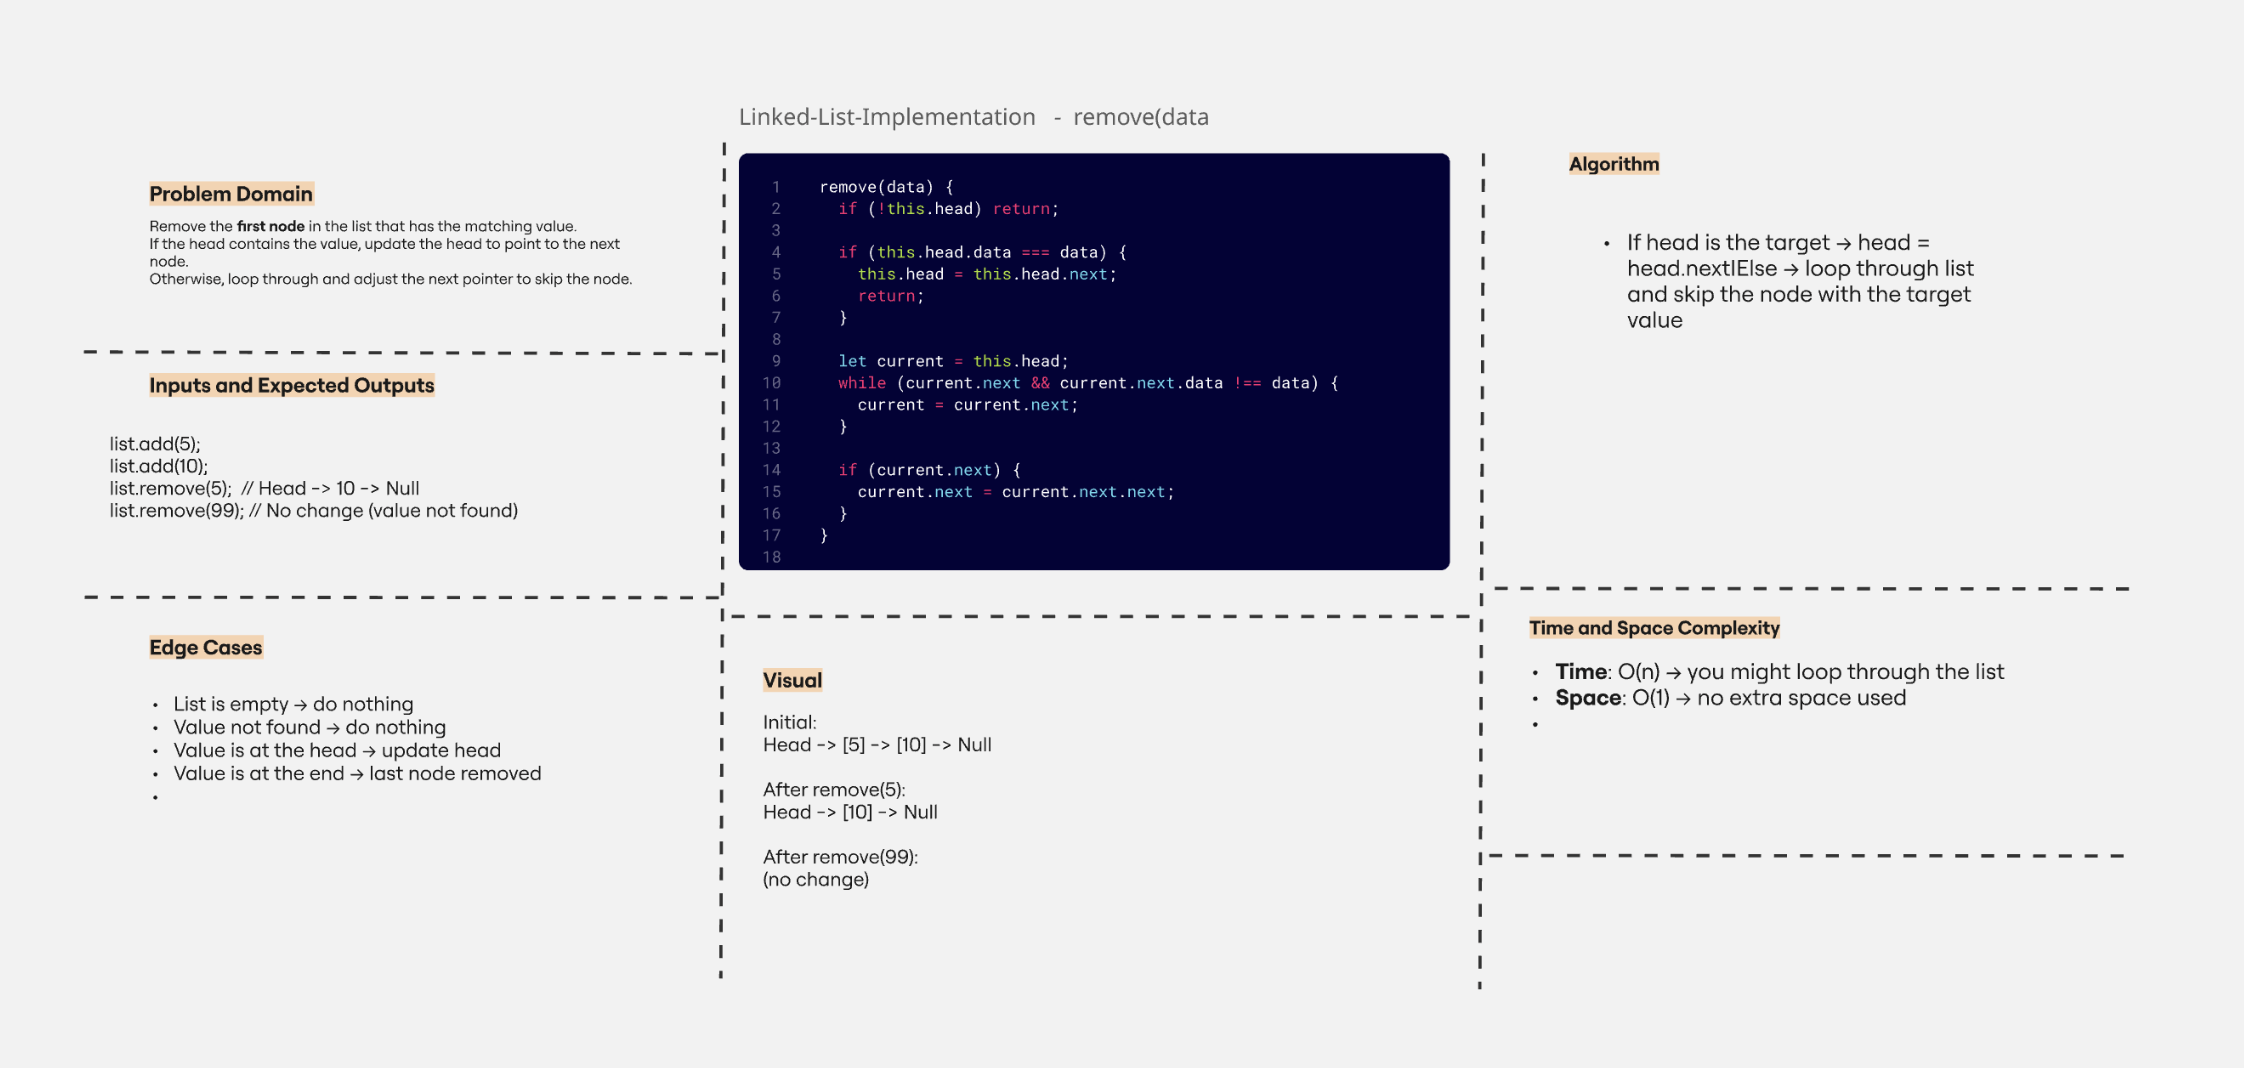 Linked-List-Implementation - remove(data
Problem Domain
Remove the first node in the list that has the matching value.
If the head contains the value, update the head to point to the next
node.
Otherwise, loop through and adjust the next pointer to skip the node.
Inputs and Expected Outputs
list.add(5);
list.add(10);
list.remove(5);  // Head -> 10 -> Null
list.remove(99); // No change (value not found)
Edge Cases
• List is empty → do nothing
• Value not found → do nothing
• Value is at the head → update head
• Value is at the end → last node removed
•
1 remove(data) {
2   if (!this.head) return;
3
4   if (this.head.data === data) {
5     this.head = this.head.next;
6     return;
7   }
8
9   let current = this.head;
10   while (current.next && current.next.data !== data) {
11     current = current.next;
12   }
13
14   if (current.next) {
15     current.next = current.next.next;
16   }
17 }
18
Visual
Initial:
Head -> [5] -> [10] -> Null
After remove(5):
Head -> [10] -> Null
After remove(99):
(no change)
Algorithm
• If head is the target → head =
head.nextlElse → loop through list
and skip the node with the target
value
Time and Space Complexity
• Time: O(n) → you might loop through the list
• Space: O(1) → no extra space used
•